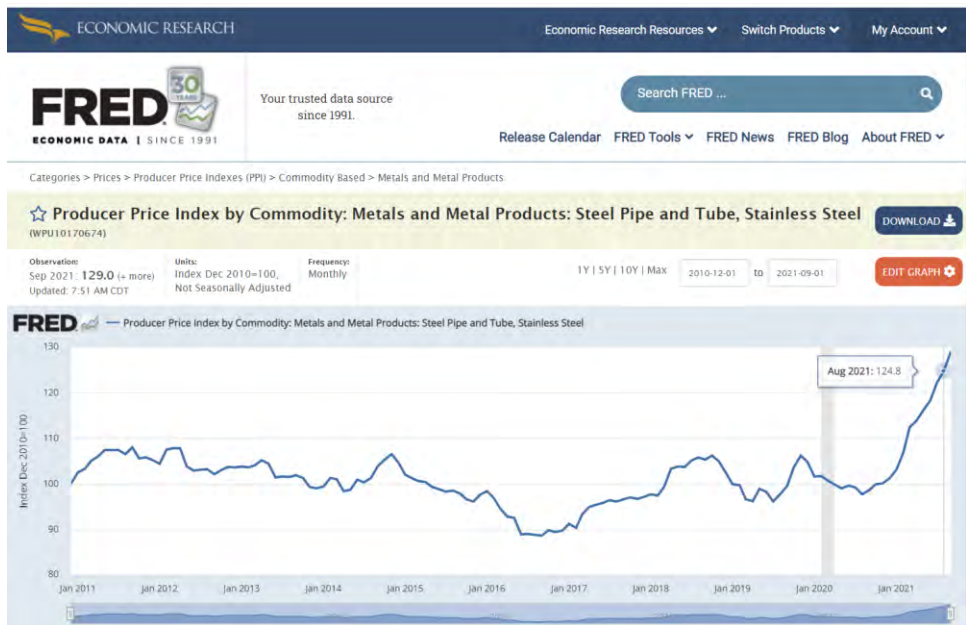 ECONOMIC RESEARCH
Economic Research Resources
Switch Products
My Account
FRED
30
YEARS
ECONOMIC DATA | SINCE 1991
Your trusted data source
since 1991.
Search FRED ...
Release Calendar
FRED Tools
FRED News
FRED Blog
About FRED
Categories > Prices > Producer Price Indexes (PPI) > Commodity Based > Metals and Metal Products
Producer Price Index by Commodity: Metals and Metal Products: Steel Pipe and Tube, Stainless Steel
(WPU10170674)
DOWNLOAD
Observation:
Sep 2021: 129.0 (+ more)
Updated: 7:51 AM CDT
Units:
Index Dec 2010=100,
Not Seasonally Adjusted
Frequency:
Monthly
1Y | 5Y | 10Y | Max
2010-12-01
to
2021-09-01
EDIT GRAPH
FRED
Producer Price Index by Commodity: Metals and Metal Products: Steel Pipe and Tube, Stainless Steel
130
120
110
100
90
80
Index Dec 2010=100
Aug 2021: 124.8
Jan 2011
Jan 2012
Jan 2013
Jan 2014
Jan 2015
Jan 2016
Jan 2017
Jan 2018
Jan 2019
Jan 2020
Jan 2021